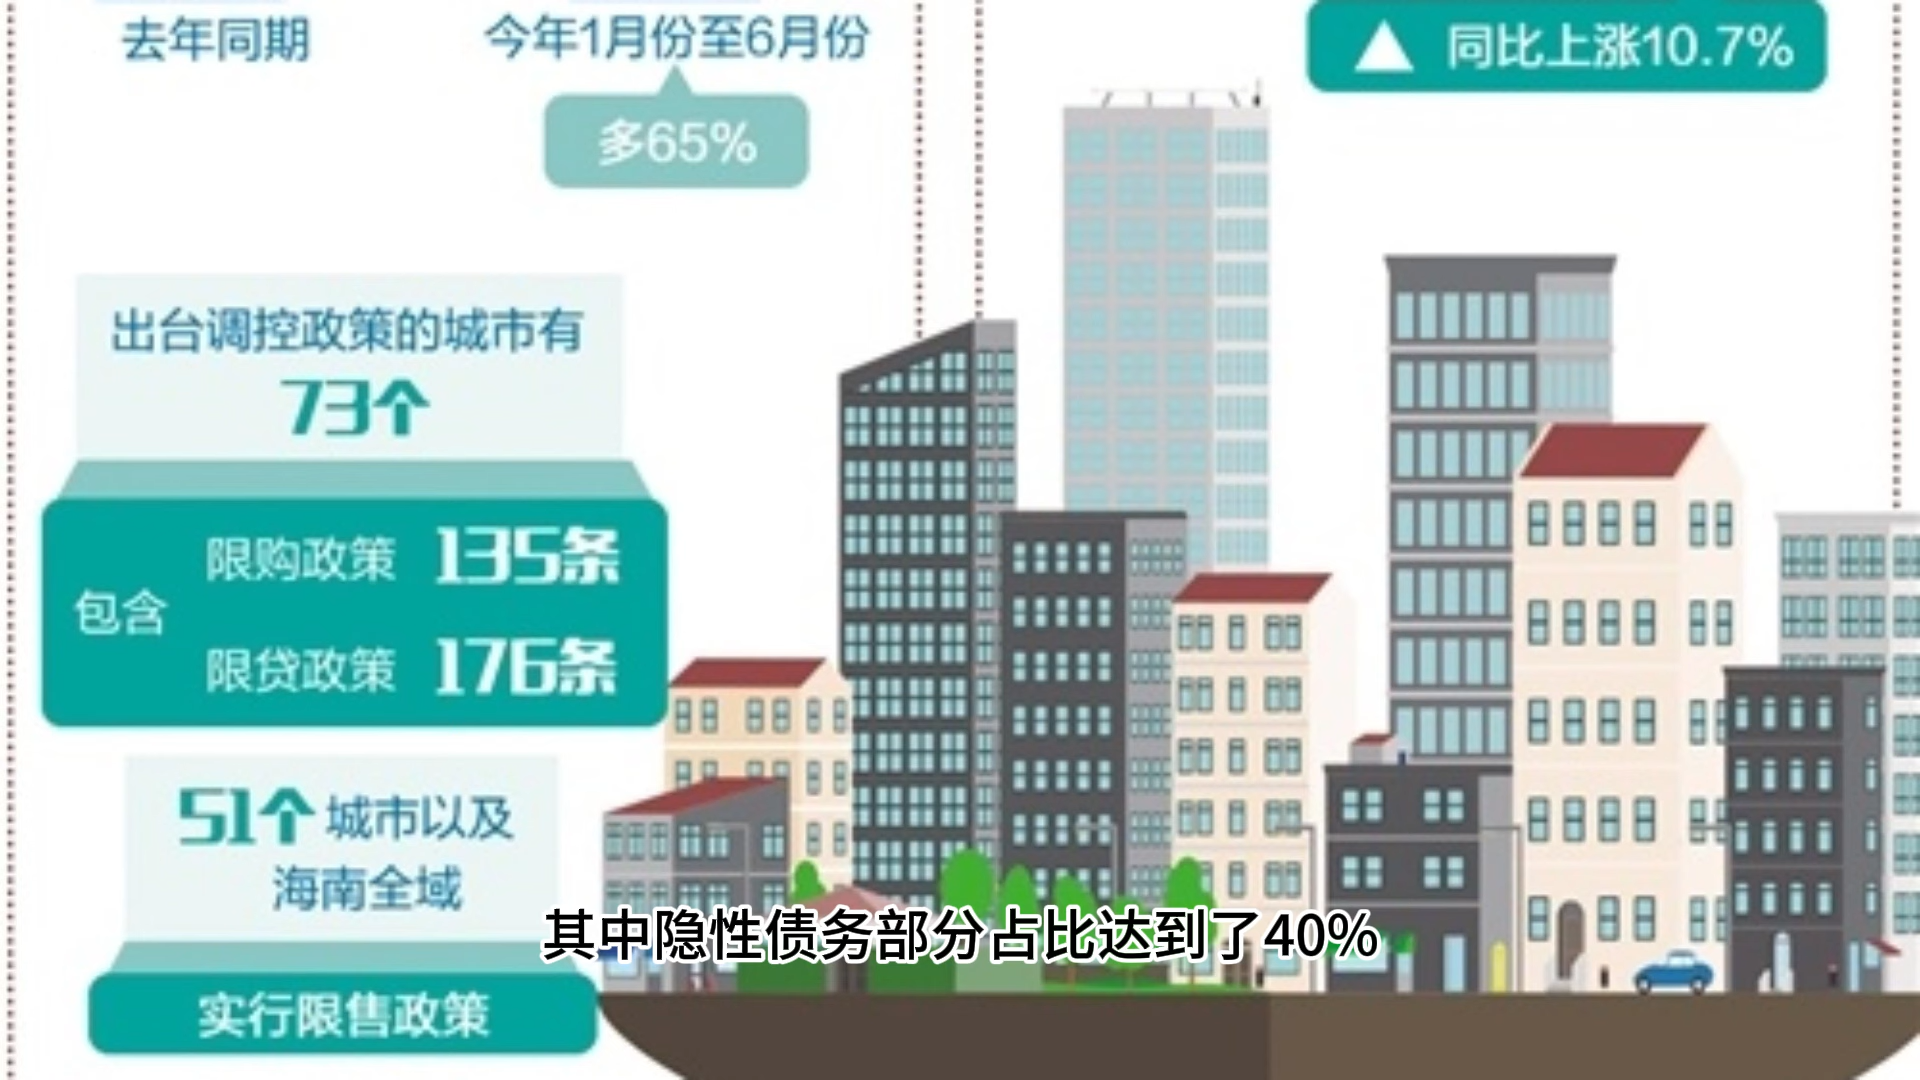 去年同期
今年1月份至6月份
多65%
同比上涨10.7%
出台调控政策的城市有
73个
包含
限购政策 135条
限贷政策 176条
51个城市以及
海南全域
实行限售政策
其中隐性债务部分占比达到了40%